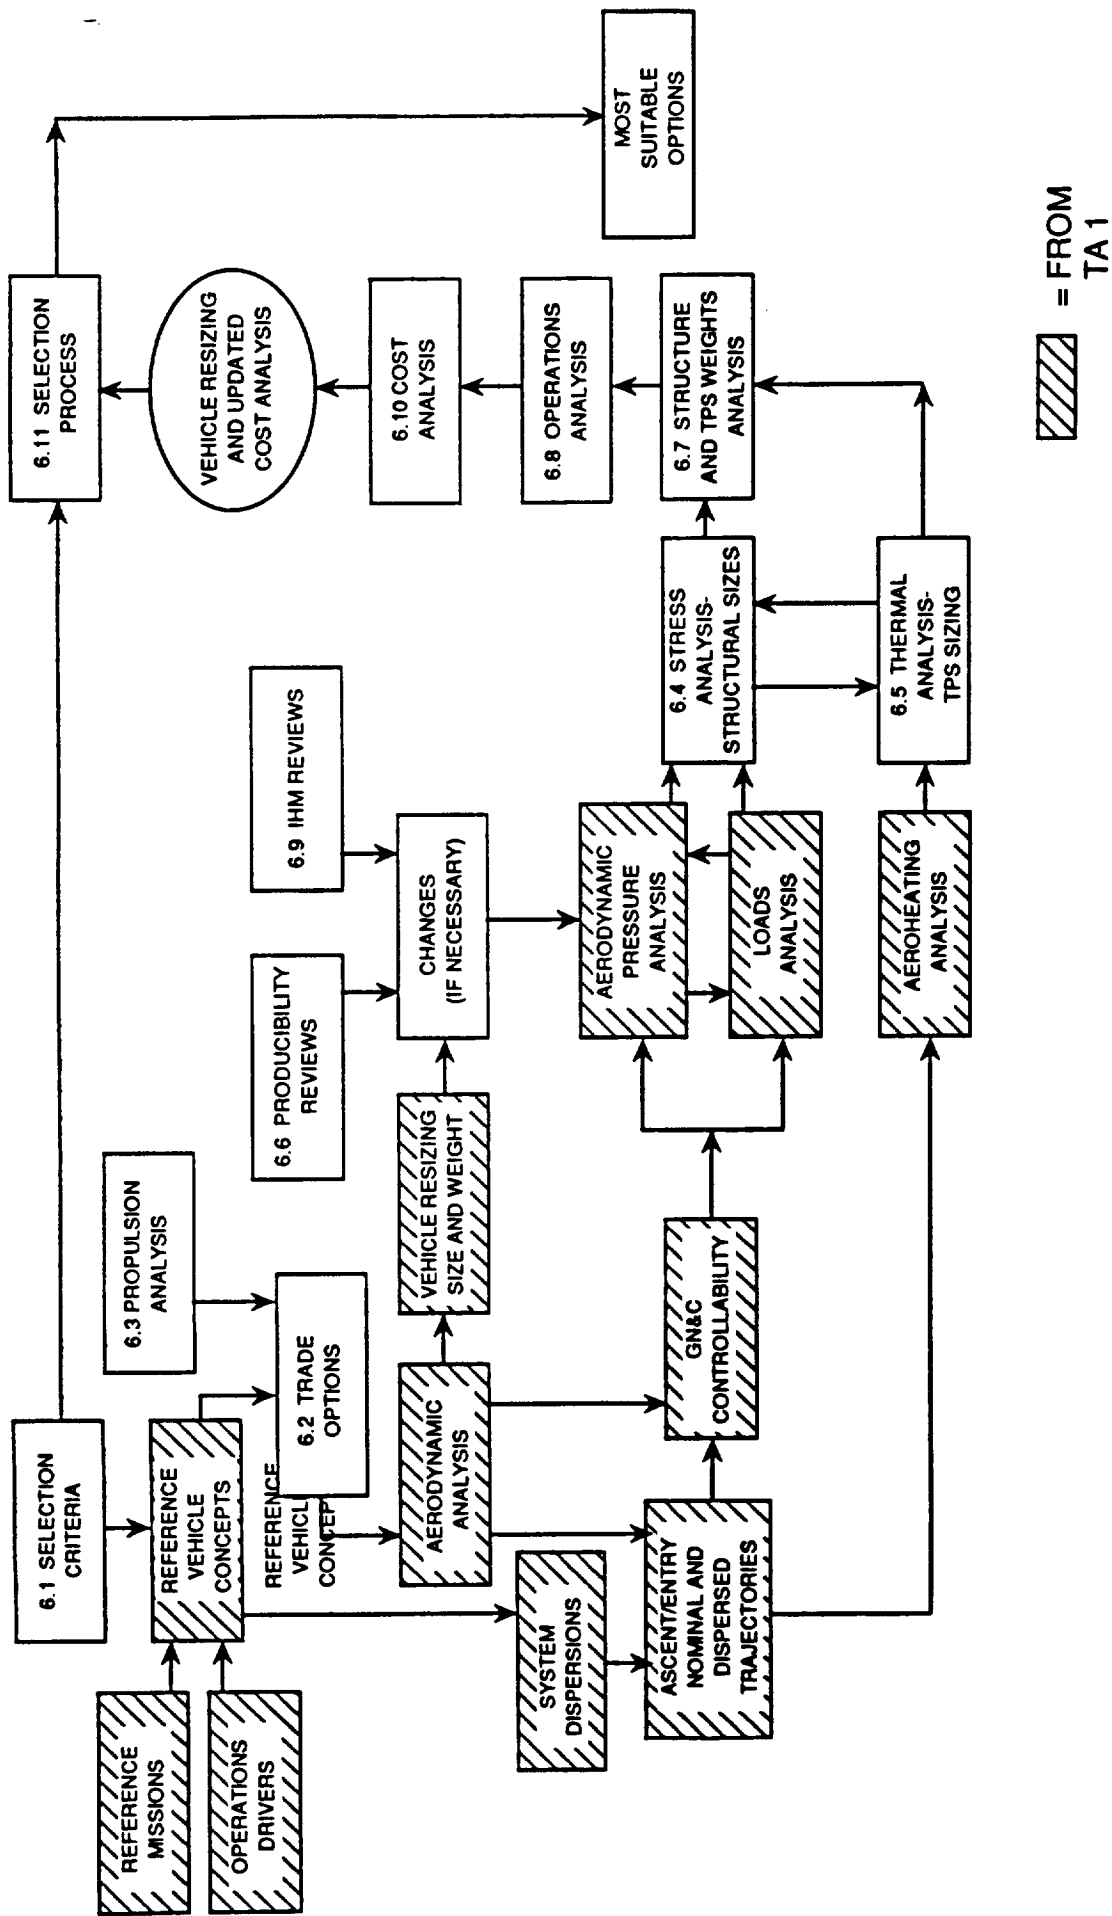 6.1 SELECTION
CRITERIA
6.11 SELECTION
PROCESS
REFERENCE
MISSIONS
OPERATIONS
DRIVERS
REFERENCE
VEHICLE
CONCEPTS
6.3 PROPULSION
ANALYSIS
6.2 TRADE
OPTIONS
REFERENCE
VEHICL
CONCEP
6.6 PRODUCIBILITY
REVIEWS
6.9 IHM REVIEWS
VEHICLE RESIZING
AND UPDATED
COST ANALYSIS
AERODYNAMIC
ANALYSIS
VEHICLE RESIZING
SIZE AND WEIGHT
CHANGES
(IF NECESSARY)
6.10 COST
ANALYSIS
SYSTEM
DISPERSIONS
6.8 OPERATIONS
ANALYSIS
ASCENT/ENTRY
NOMINAL AND
DISPERSED
TRAJECTORIES
GN&C
CONTROLLABILITY
AERODYNAMIC
PRESSURE
ANALYSIS
LOADS
ANALYSIS
6.4 STRESS
ANALYSIS-
STRUCTURAL SIZES
6.7 STRUCTURE
AND TPS WEIGHTS
ANALYSIS
MOST
SUITABLE
OPTIONS
AEROHEATING
ANALYSIS
6.5 THERMAL
ANALYSIS-
TPS SIZING
= FROM
TA 1